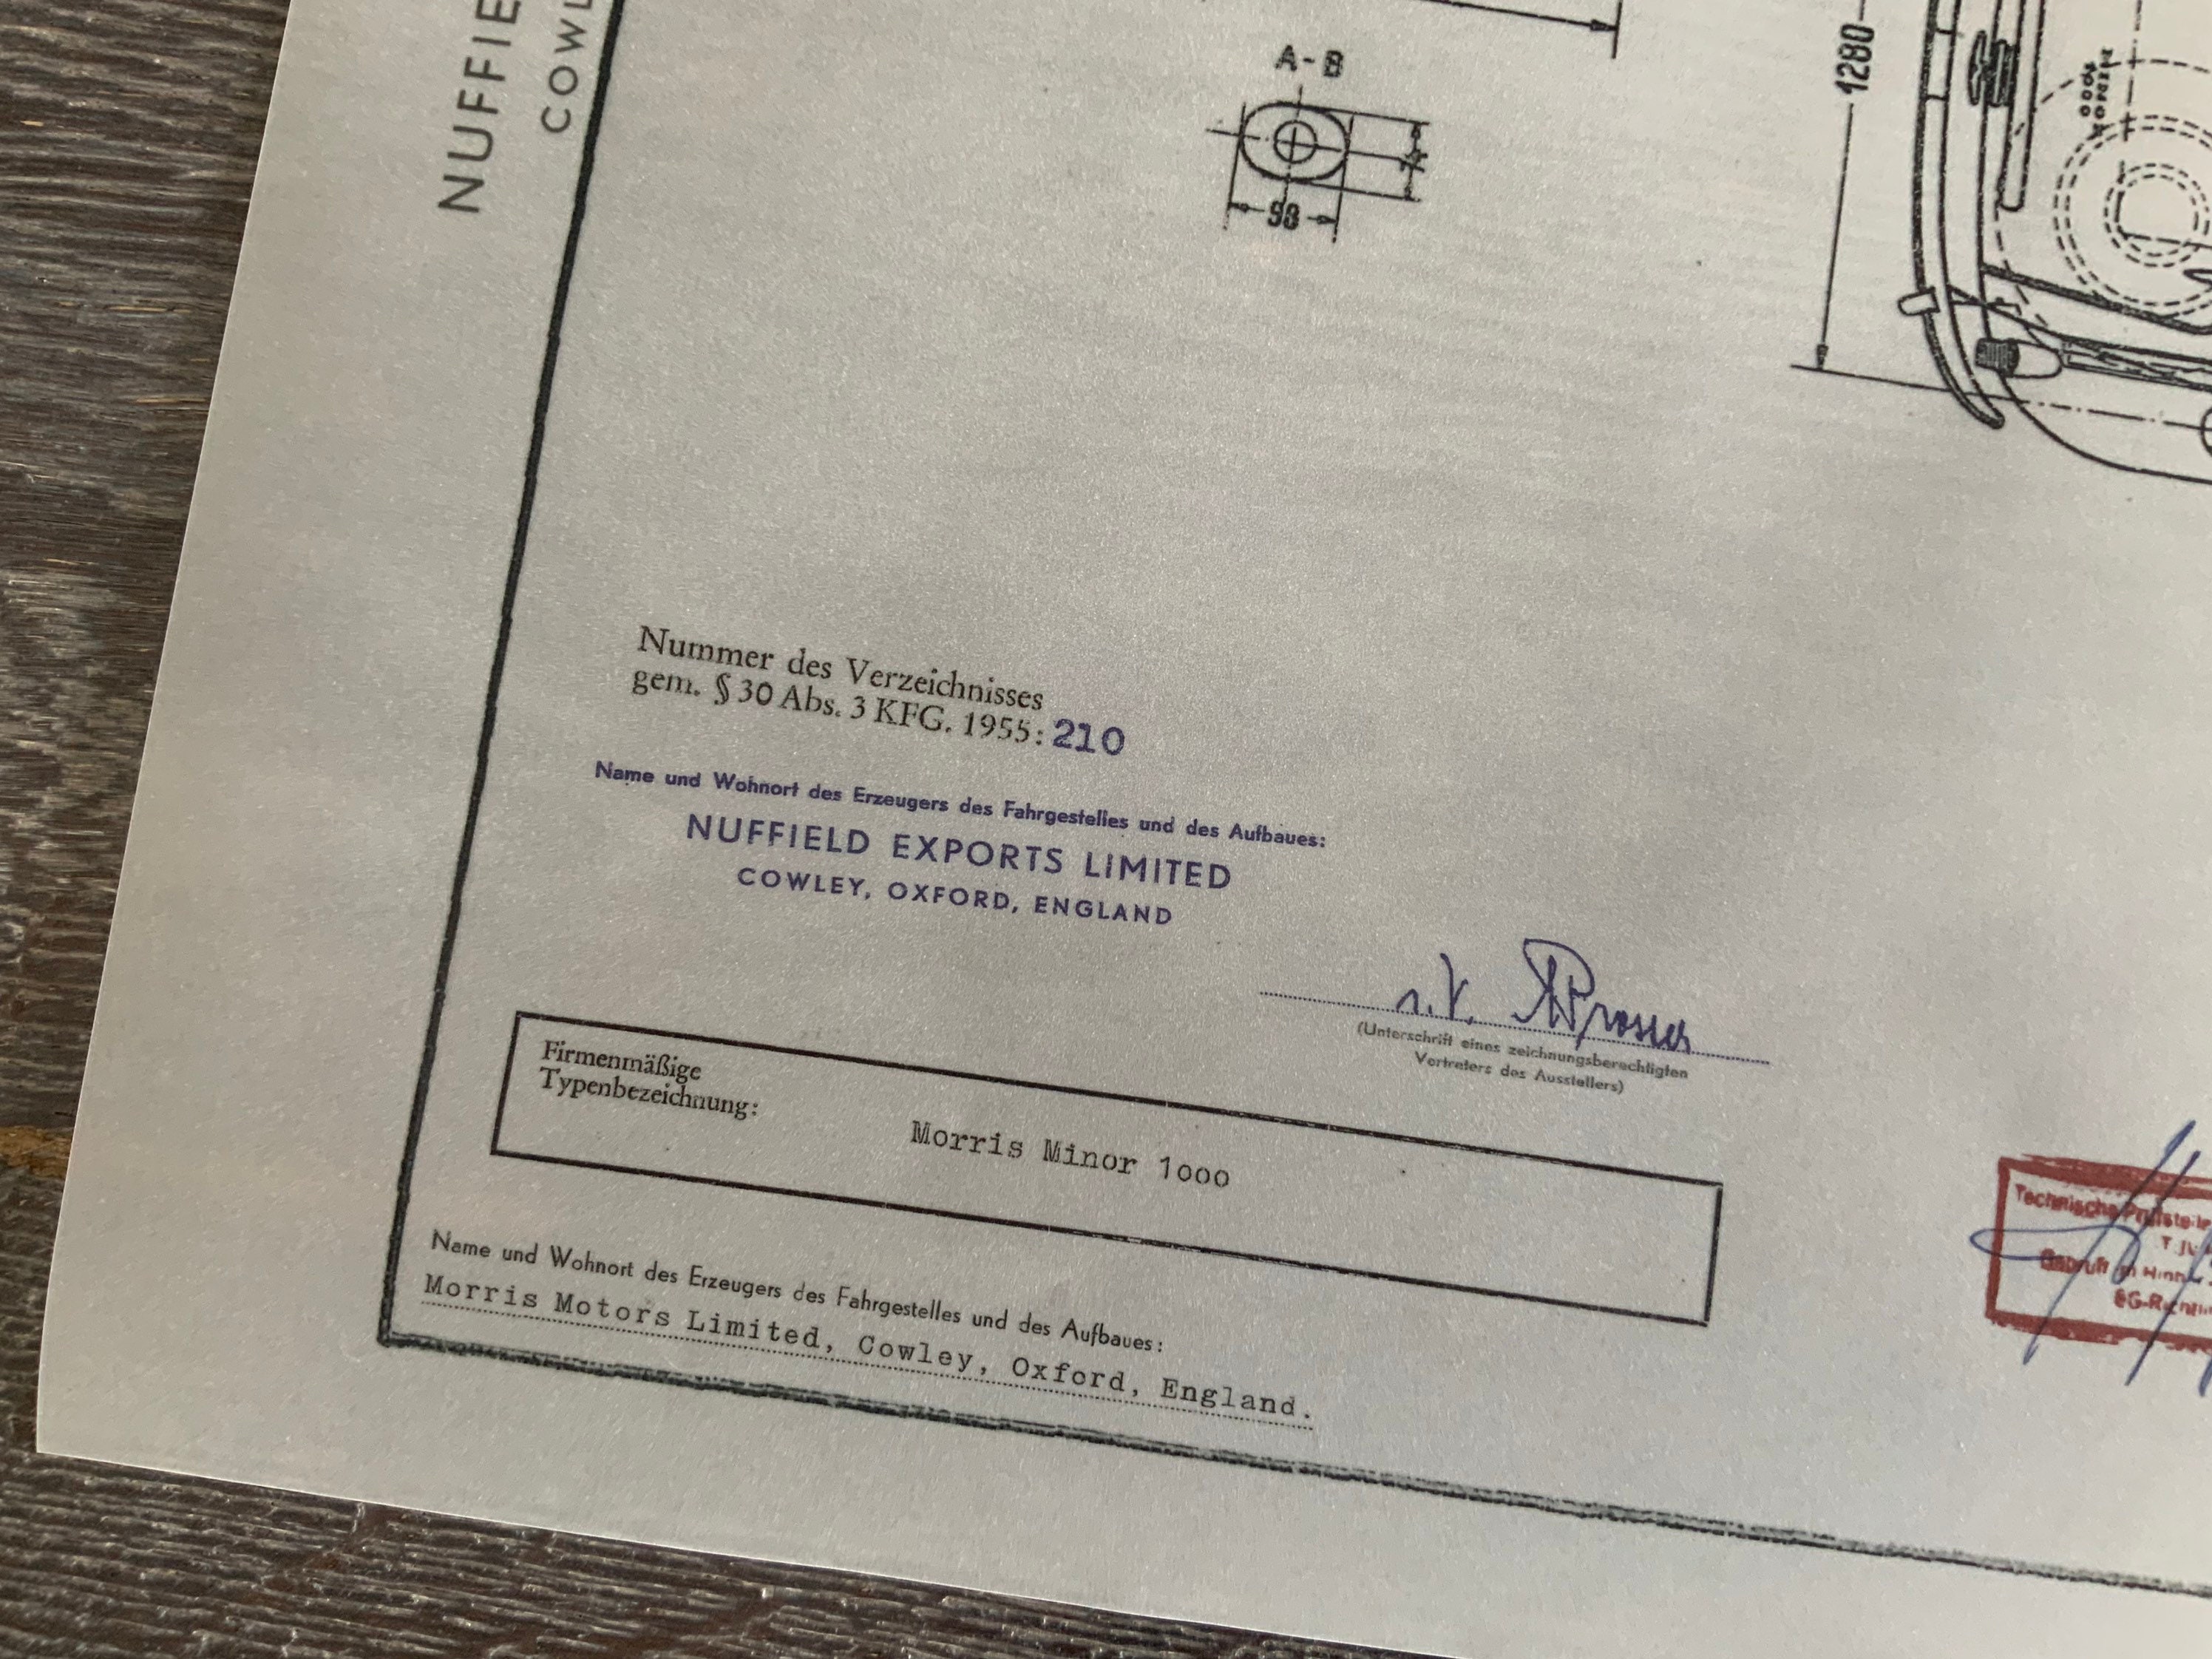 NUFFIE
COWL
A-B
98
1280
Nummer des Verzeichnisses
gem. § 30 Abs. 3 KFG. 1955: 210
Name und Wohnort des Erzeugers des Fahrgestelles und des Aufbaues:
NUFFIELD EXPORTS LIMITED
COWLEY, OXFORD, ENGLAND
(Unterschrift eines zeichnungsberechtigten
Vertreters des Ausstellers)
Firmenmäßige
Typenbezeichnung:
Morris Minor 1000
Name und Wohnort des Erzeugers des Fahrgestelles und des Aufbaues:
Morris Motors Limited, Cowley, Oxford, England.
Technische